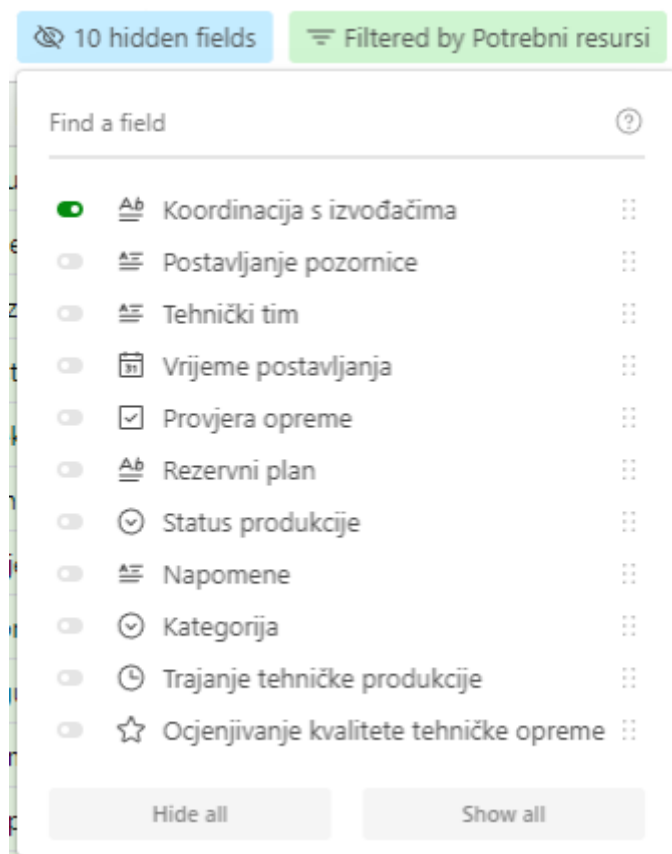 10 hidden fields
Filtered by Potrebni resursi
Find a field
Koordinacija s izvođačima
Postavljanje pozornice
Tehnički tim
Vrijeme postavljanja
Provjera opreme
Rezervni plan
Status produkcije
Napomene
Kategorija
Trajanje tehničke produkcije
Ocjenjivanje kvalitete tehničke opreme
Hide all
Show all